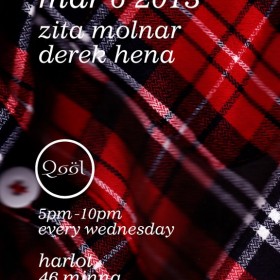 mar 6 2013
zita molnar
derek hena
Qoöl
5pm-10pm
every wednesday
harlot
46 minna